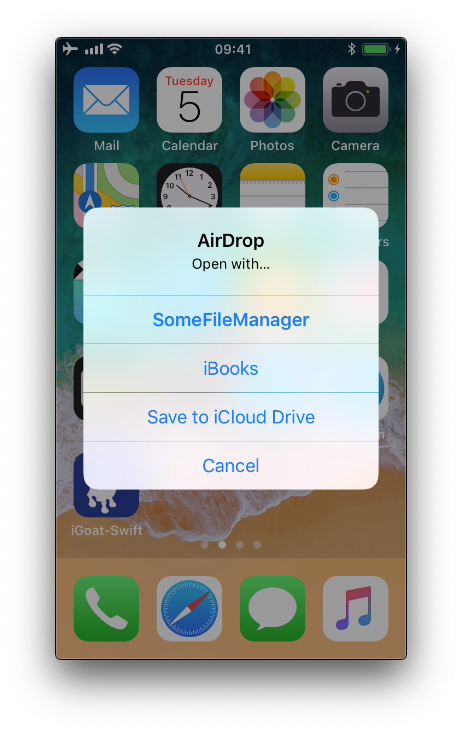 09:41
Tuesday
5
Mail
Calendar
Photos
Camera
AirDrop
Open with...
SomeFileManager
iBooks
Save to iCloud Drive
Cancel
iGoat-Swift